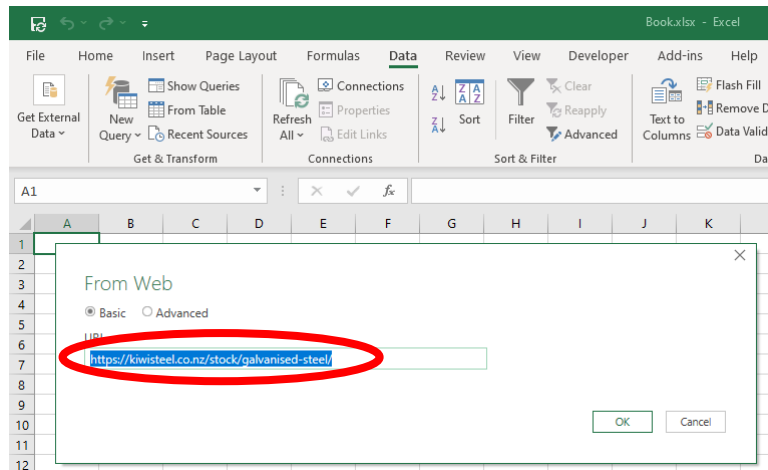 Book.xlsx - Excel
File Home Insert Page Layout Formulas Data Review View Developer Add-ins Help
Get External Data
New Query
Show Queries
From Table
Recent Sources
Get & Transform
Refresh All
Connections
Properties
Edit Links
Connections
A Z
Z A
Z A
A Z
Sort
Filter
Clear
Reapply
Advanced
Sort & Filter
Text to Columns
Flash Fill
Remove D
Data Valid
Da
A1
fx
A B C D E F G H I J K
1
2
3
4
5
6
7
8
9
10
11
12
From Web
Basic Advanced
URL
https://kiwisteel.co.nz/stock/galvanised-steel/
OK Cancel